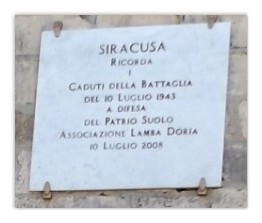 SIRACUSA
RICORDA
I
CADUTI DELLA BATTAGLIA
DEL 10 LUGLIO 1943
A DIFESA
DEL PATRIO SUOLO
ASSOCIAZIONE LAMBA DORIA
10 LUGLIO 2008